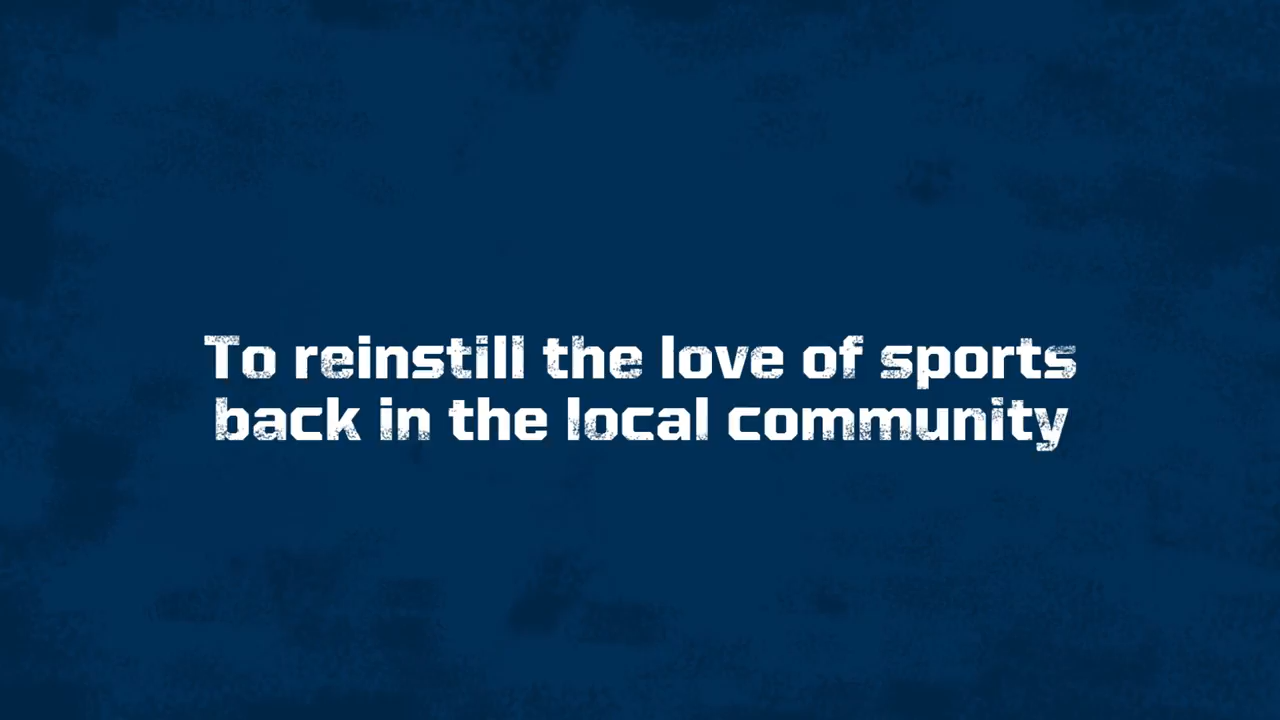 To reinstill the love of sports
back in the local community